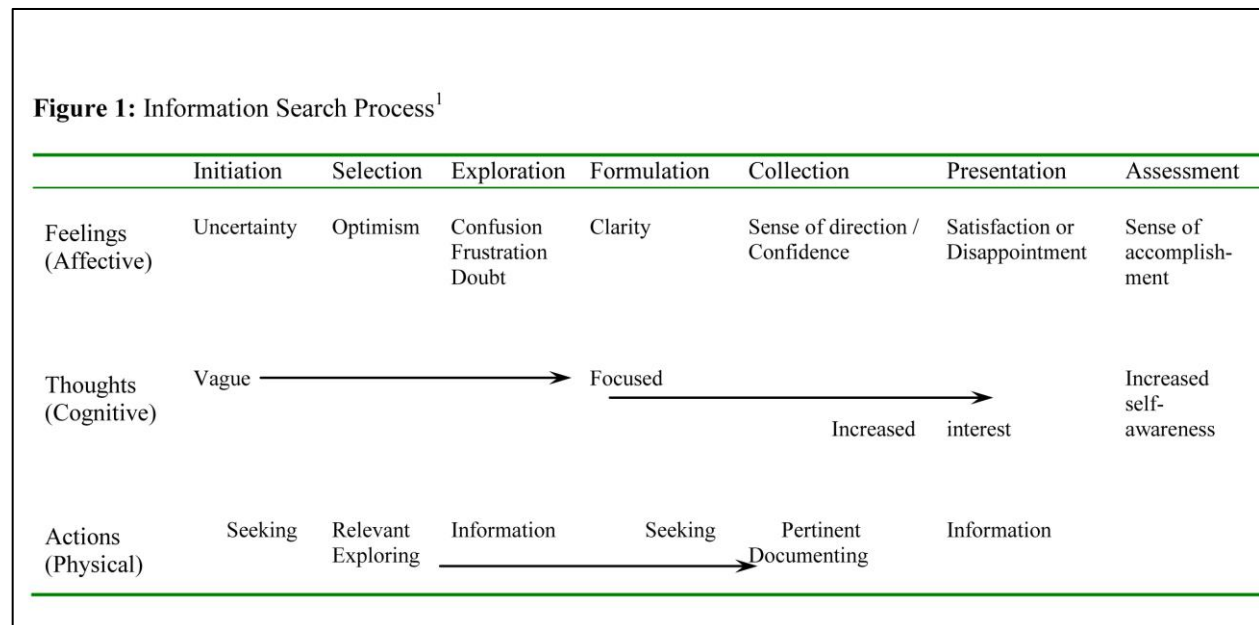 Figure 1: Information Search Process1
Initiation Selection Exploration Formulation Collection Presentation Assessment
Feelings (Affective) Uncertainty Optimism Confusion Frustration Doubt Clarity Sense of direction / Confidence Satisfaction or Disappointment Sense of accomplish-ment
Thoughts (Cognitive) Vague Focused Increased interest Increased self-awareness
Actions (Physical) Seeking Relevant Information Seeking Pertinent Information
Exploring Documenting